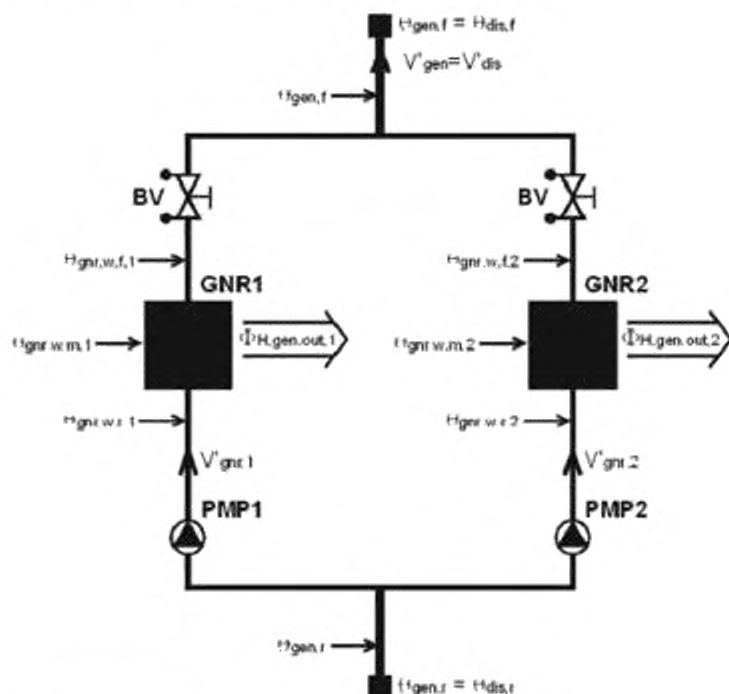 θgen,f = θdis,f
V'gen=V'dis
θgen,f
BV
BV
θgnr,w,f,1
θgnr,w,f,2
GNR1
GNR2
ΦH,gen,out,1
ΦH,gen,out,2
θgnr,w,m,1
θgnr,w,m,2
θgnr,w,r,1
θgnr,w,r,2
V'gnr,1
V'gnr,2
PMP1
PMP2
θgen,r
θgen,r = θdis,r